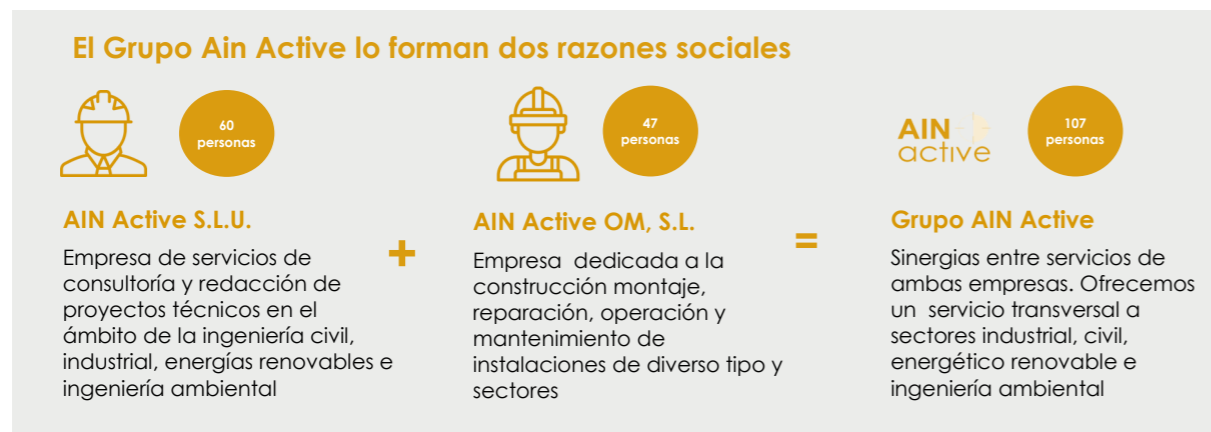 El Grupo Ain Active lo forman dos razones sociales
60
personas
AIN Active S.L.U.
Empresa de servicios de
consultoría y redacción de
proyectos técnicos en el
ámbito de la ingeniería civil,
industrial, energías renovables e
ingeniería ambiental
+
47
personas
AIN Active OM, S.L.
Empresa  dedicada a la
construcción montaje,
reparación, operación y
mantenimiento de
instalaciones de diverso tipo y
sectores
=
AIN
active
107
personas
Grupo AIN Active
Sinergias entre servicios de
ambas empresas. Ofrecemos
un  servicio transversal a
sectores industrial, civil,
energético renovable e
ingeniería ambiental